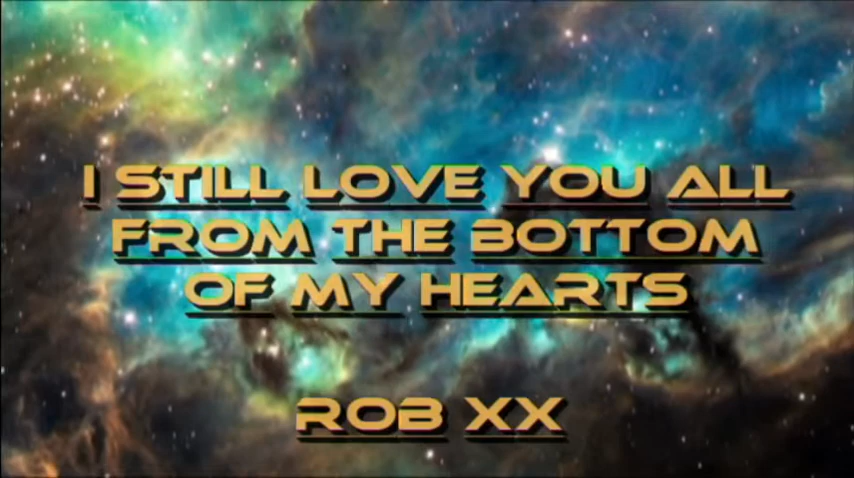 I STILL LOVE YOU ALL
FROM THE BOTTOM
OF MY HEARTS
ROB XX